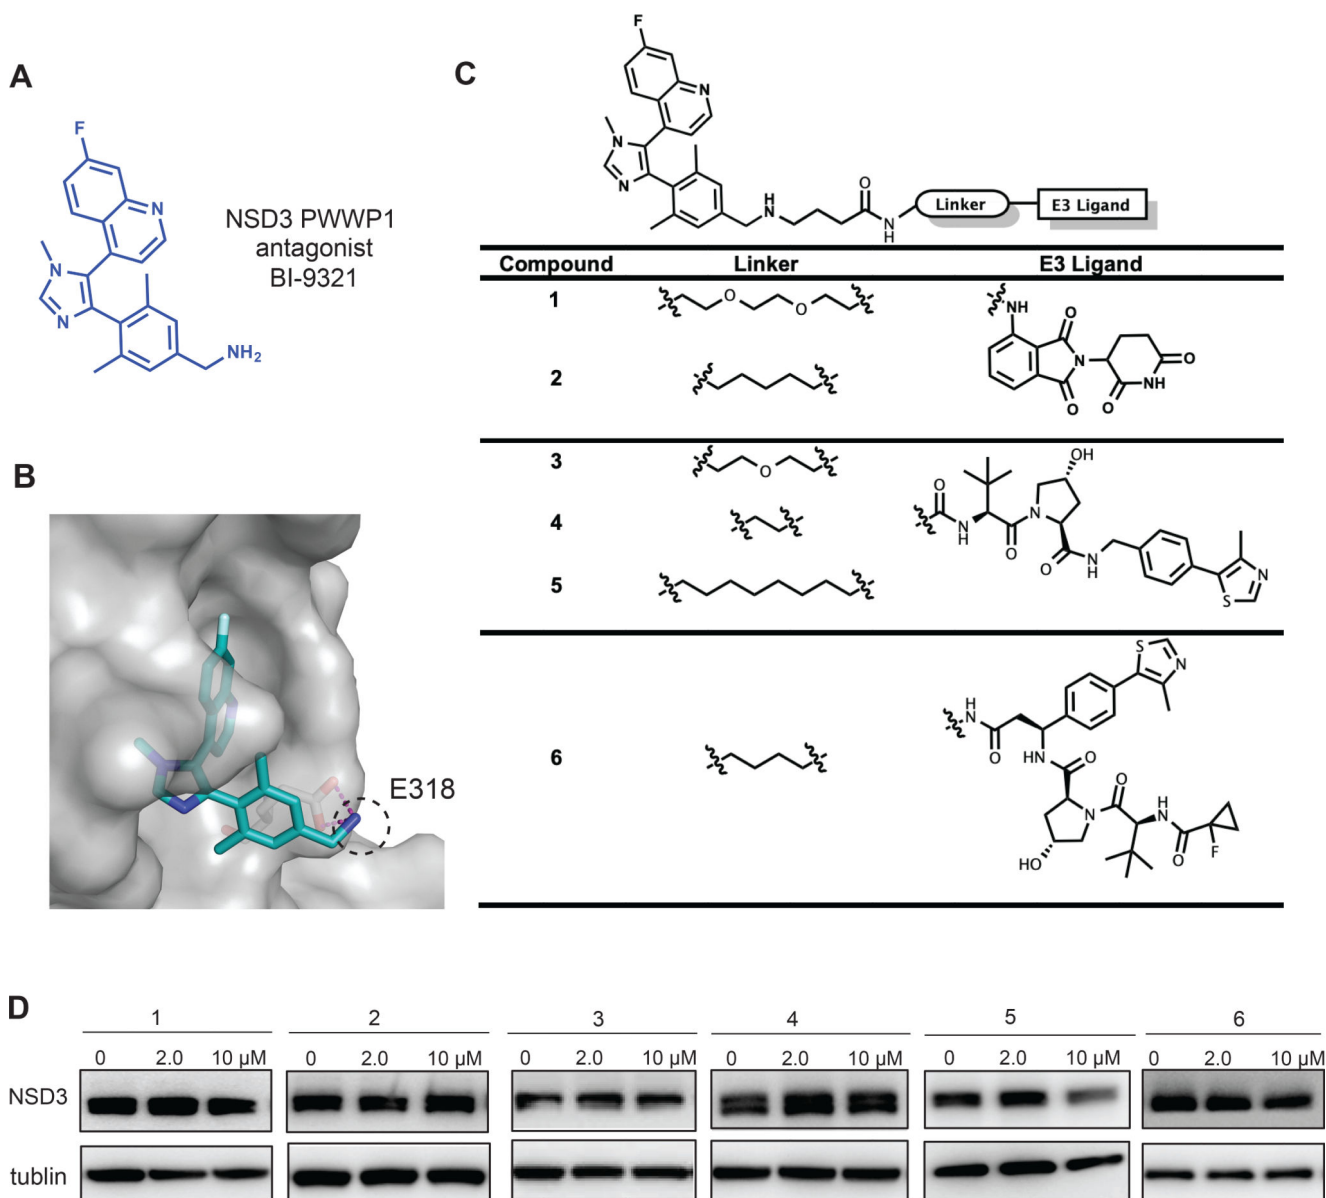 A
F
N
N
N
NH₂
NSD3 PWWP1
antagonist
BI-9321
B
E318
C
F
N
N
N
H
N
O
N
H
Linker
E3 Ligand
Compound
Linker
E3 Ligand
1
O
O
NH
O
N
O
O
NH
O
2
3
O
O
N
H
O
N
OH
O
N
H
S
N
4
5
6
S
N
H
N
O
HN
O
N
HO
O
H
N
O
F
D
1
2
3
4
5
6
0 2.0 10 μM
0 2.0 10 μM
0 2.0 10 μM
0 2.0 10 μM
0 2.0 10 μM
0 2.0 10 μM
NSD3
tublin